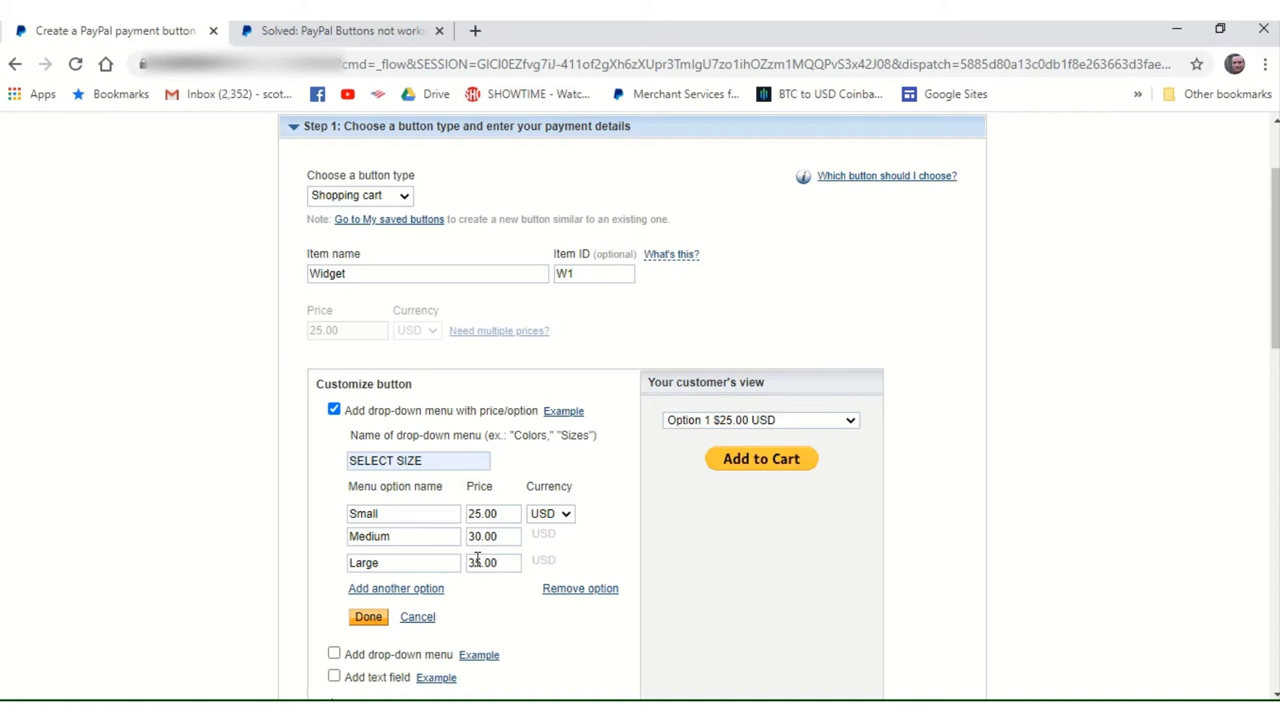 Create a PayPal payment button
Solved: PayPal Buttons not work
cmd=_flow&SESSION=
Apps
Bookmarks
Inbox (2,352) - scot...
Drive
SHOWTIME - Watc...
Merchant Services f...
BTC to USD Coinba...
Google Sites
»
Other bookmarks
Step 1: Choose a button type and enter your payment details
Choose a button type
Which button should I choose?
Shopping cart
Note: Go to My saved buttons to create a new button similar to an existing one.
Item name Item ID (optional) What's this?
Widget W1
Price Currency
25.00 USD Need multiple prices?
Customize button Your customer's view
Add drop-down menu with price/option Example
Option 1 $25.00 USD
Name of drop-down menu (ex.: "Colors," "Sizes")
SELECT SIZE
Add to Cart
Menu option name Price Currency
Small 25.00 USD
Medium 30.00 USD
Large USD
Add another option Remove option
Done Cancel
Add drop-down menu Example
Add text field Example